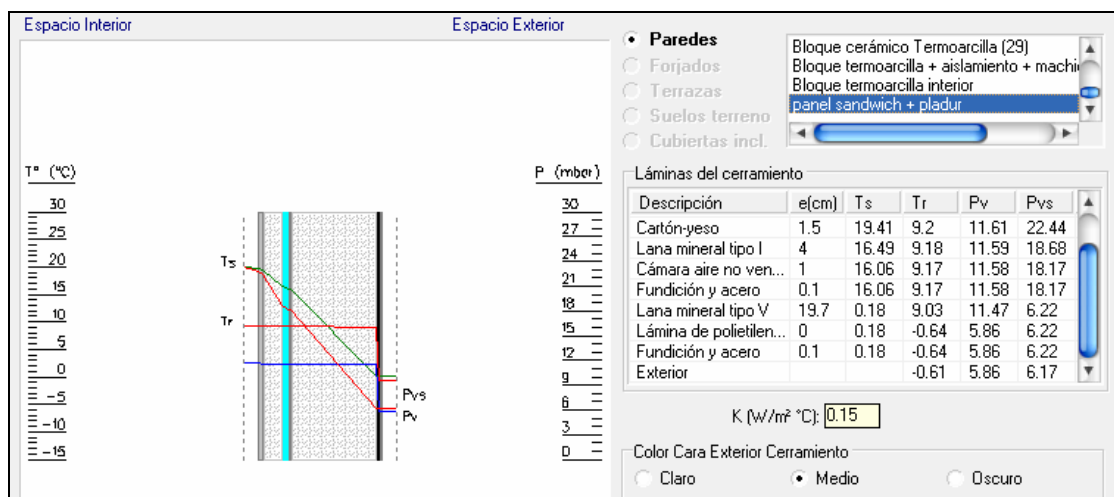 Espacio Interior Espacio Exterior
Tª (ºC) P (mbar)
30 30
25 27
20 24
15 21
10 18
5 15
0 12
-5 9
-10 6
-15 3
0
Ts
Tr
Pvs
Pv
Paredes
Forjados
Terrazas
Suelos terreno
Cubiertas incl.
Bloque cerámico Termoarcilla (29)
Bloque termoarcilla + aislamiento + machi
Bloque termoarcilla interior
panel sandwich + pladur
Láminas del cerramiento
Descripción e(cm) Ts Tr Pv Pvs
Cartón-yeso 1.5 19.41 9.2 11.61 22.44
Lana mineral tipo I 4 16.49 9.18 11.59 18.68
Cámara aire no ven... 1 16.06 9.17 11.58 18.17
Fundición y acero 0.1 16.06 9.17 11.58 18.17
Lana mineral tipo V 19.7 0.18 9.03 11.47 6.22
Lámina de polietilen... 0 0.18 -0.64 5.86 6.22
Fundición y acero 0.1 0.18 -0.64 5.86 6.22
Exterior -0.61 5.86 6.17
K (W/m² °C): 0.15
Color Cara Exterior Cerramiento
Claro Medio Oscuro